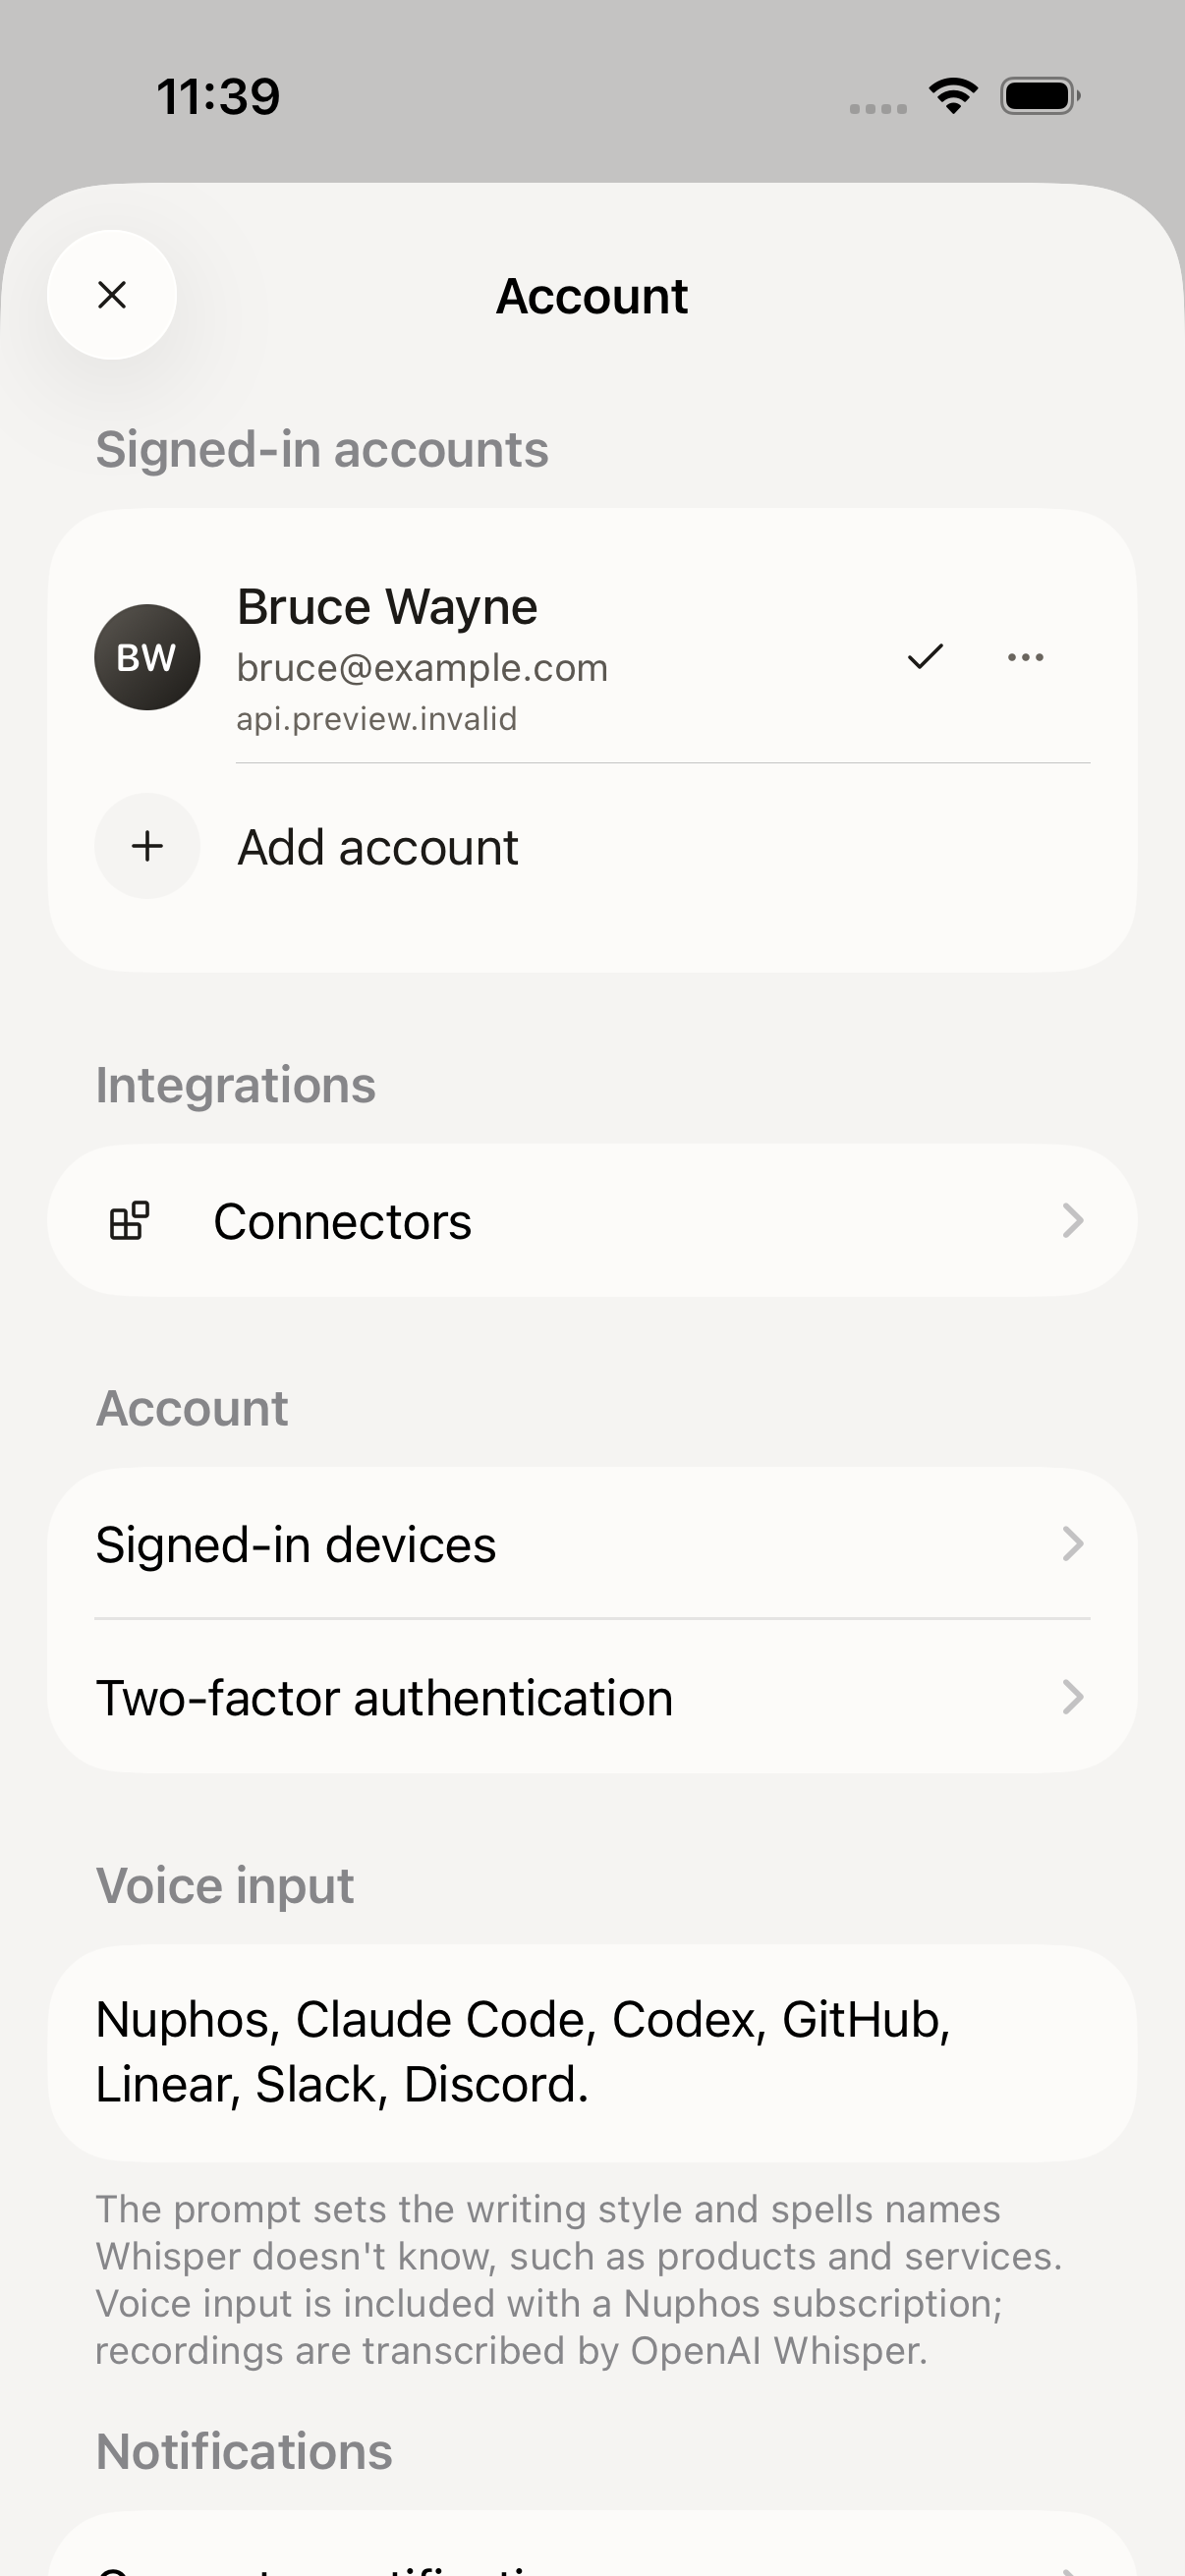 11:39
Account
Signed-in accounts
BW
Bruce Wayne
bruce@example.com
api.preview.invalid
Add account
Integrations
Connectors
Account
Signed-in devices
Two-factor authentication
Voice input
Nuphos, Claude Code, Codex, GitHub,
Linear, Slack, Discord.
The prompt sets the writing style and spells names
Whisper doesn't know, such as products and services.
Voice input is included with a Nuphos subscription;
recordings are transcribed by OpenAI Whisper.
Notifications